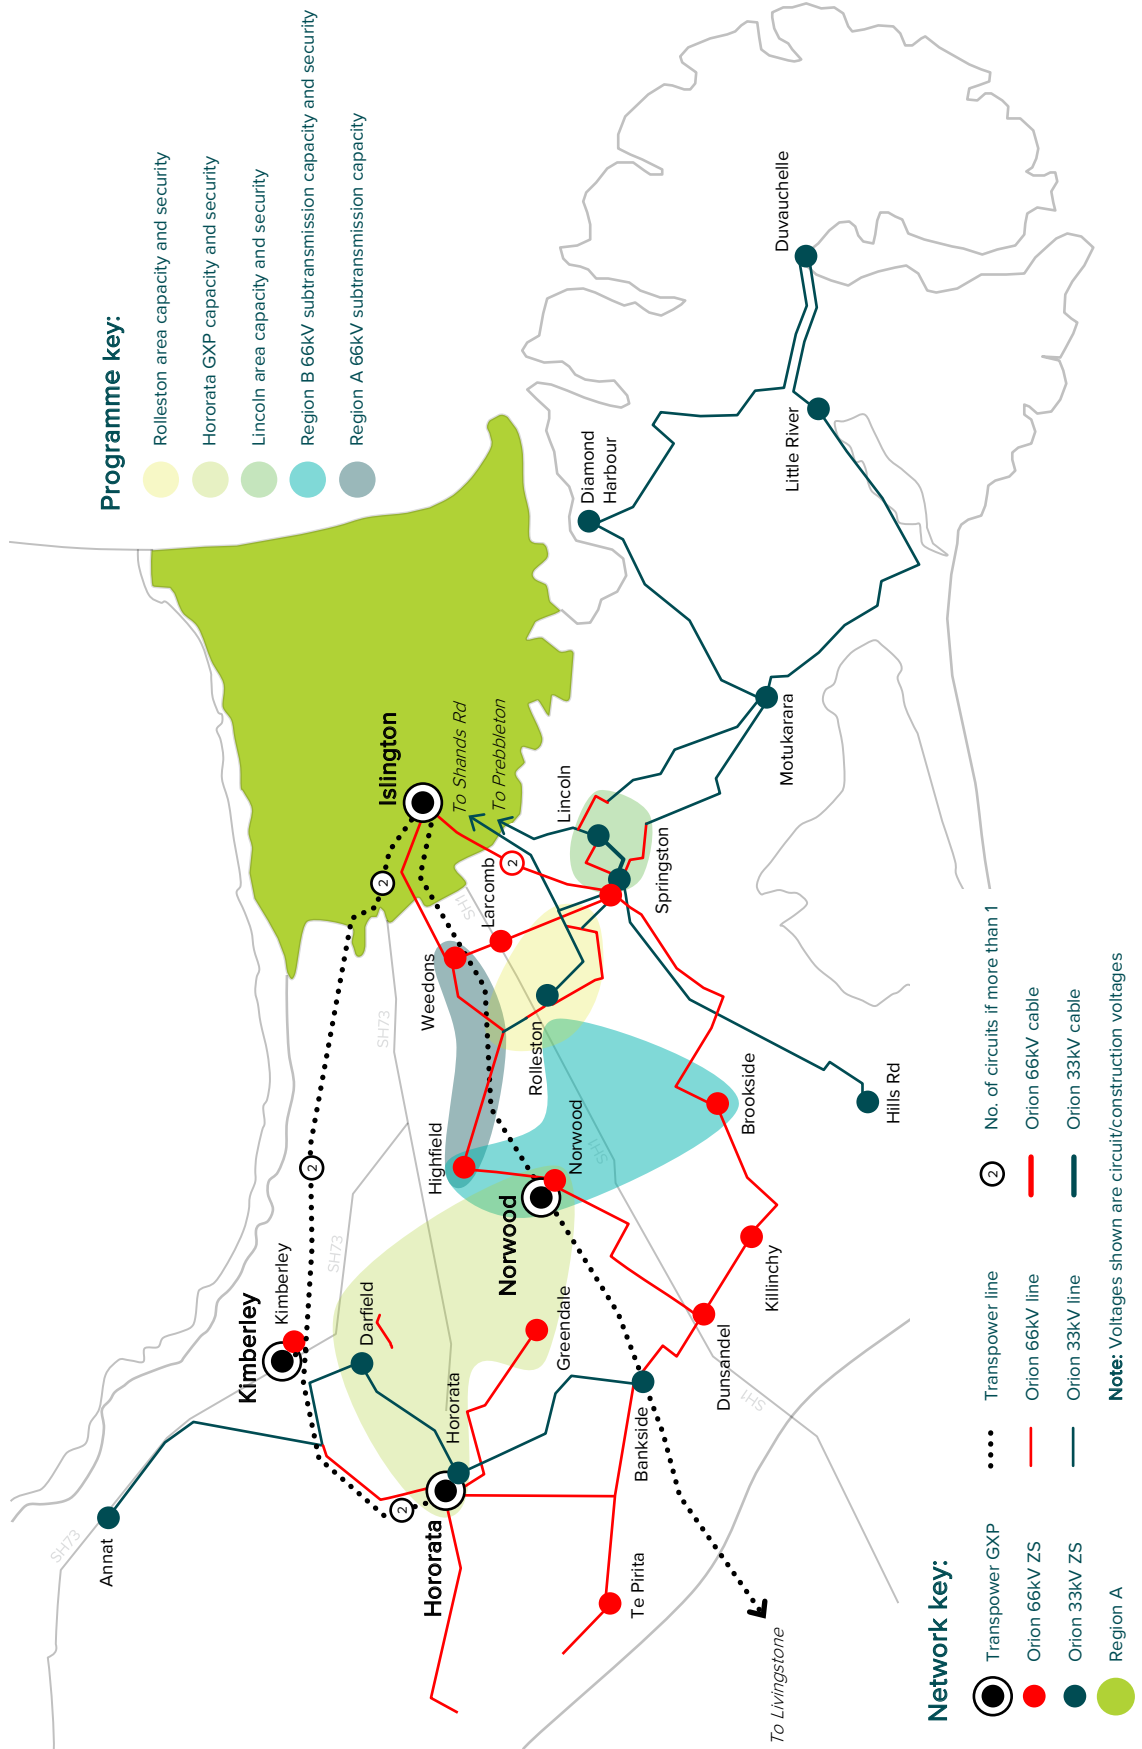 Programme key:
Rolleston area capacity and security
Hororata GXP capacity and security
Lincoln area capacity and security
Region B 66kV subtransmission capacity and security
Region A 66kV subtransmission capacity
Annat
SH73
Kimberley
Kimberley
SH73
SH73
Darfield
Hororata
Hororata
2
2
2
Islington
To Shands Rd
To Prebbleton
SH1
Larcomb
2
Weedons
Highfield
Norwood
Norwood
Rolleston
Greendale
Lincoln
Springston
Diamond
Harbour
Duvauchelle
Little River
Motukarara
Brookside
SH1
Hills Rd
Killinchy
Dunsandel
SH1
Bankside
Te Pirita
To Livingstone
Network key:
Transpower GXP
Orion 66kV ZS
Orion 33kV ZS
Region A
Transpower line
Orion 66kV line
Orion 33kV line
2
No. of circuits if more than 1
Orion 66kV cable
Orion 33kV cable
Note: Voltages shown are circuit/construction voltages